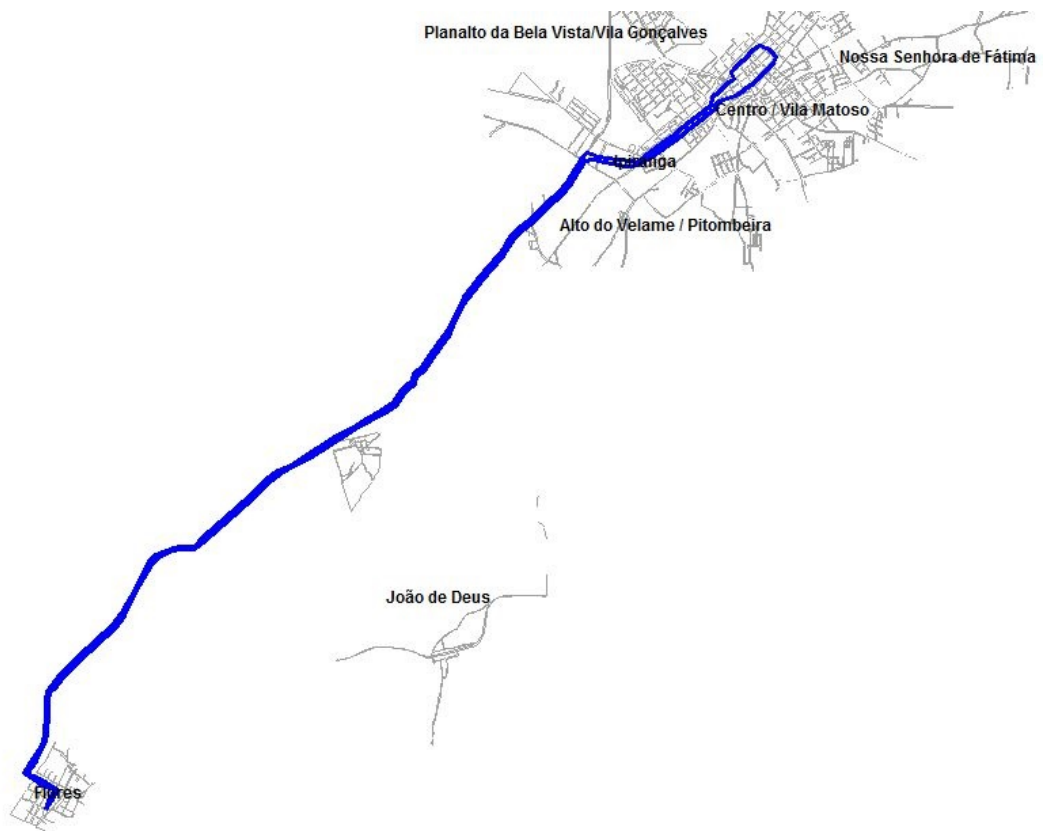 Planalto da Bela Vista/Vila Gonçalves
Nossa Senhora de Fátima
Centro / Vila Matoso
Ipiranga
Alto do Velame / Pitombeira
João de Deus
Flores